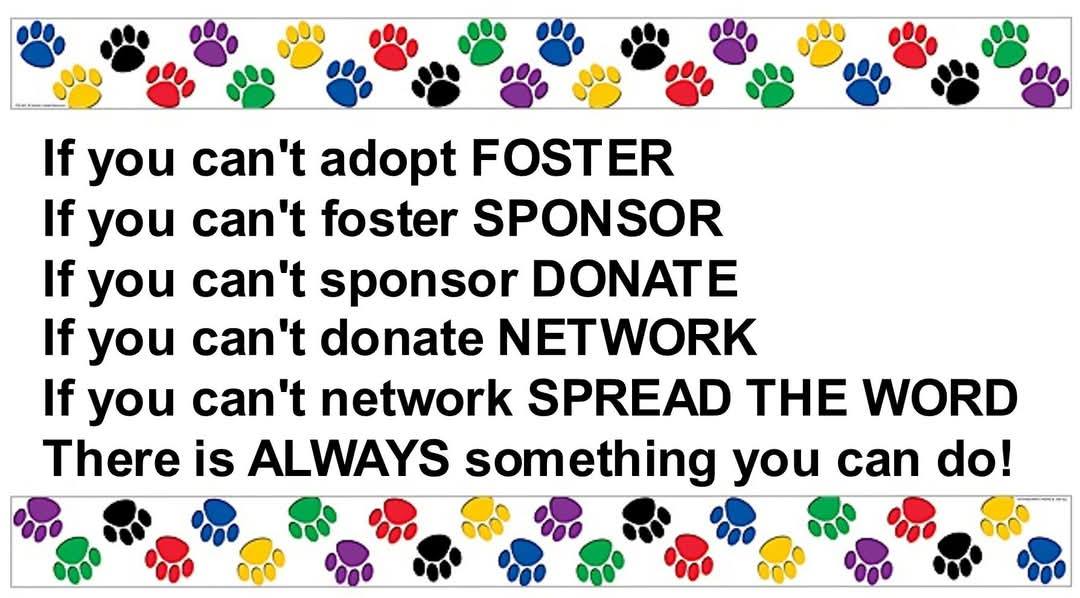 If you can't adopt FOSTER
If you can't foster SPONSOR
If you can't sponsor DONATE
If you can't donate NETWORK
If you can't network SPREAD THE WORD
There is ALWAYS something you can do!